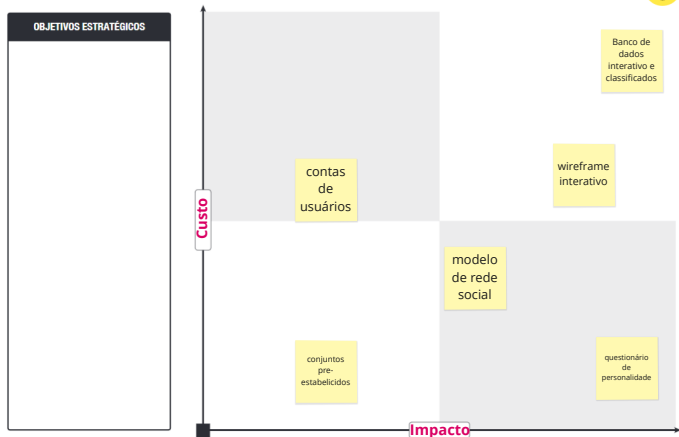 OBJETIVOS ESTRATÉGICOS
Banco de
dados
interativo e
classificados
wireframe
interativo
contas
de
usuários
Custo
modelo
de rede
social
conjuntos
pre-
estabelicidos
questionário
de
personalidade
Impacto